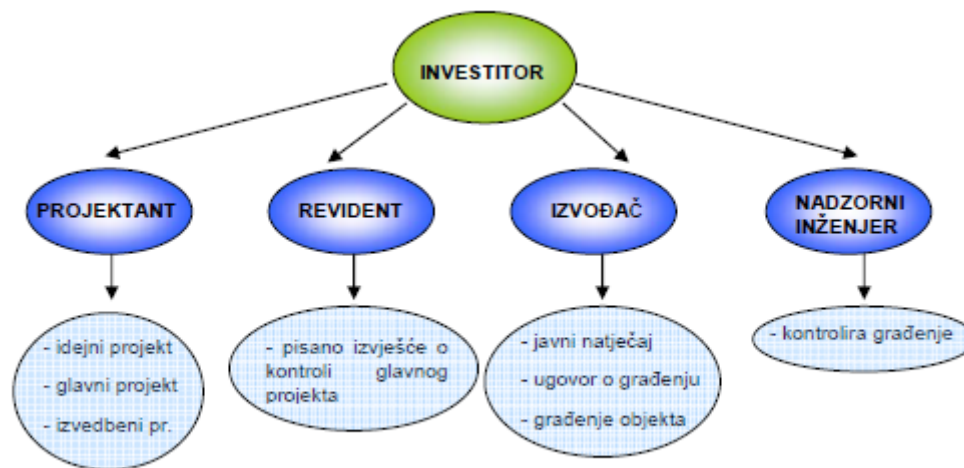 INVESTITOR
PROJEKTANT
REVIDENT
IZVOĐAČ
NADZORNI
INŽENJER
- idejni projekt
- glavni projekt
- izvedbeni pr.
- pisano izvješće o
kontroli glavnog
projekta
- javni natječaj
- ugovor o građenju
- građenje objekta
- kontrolira građenje